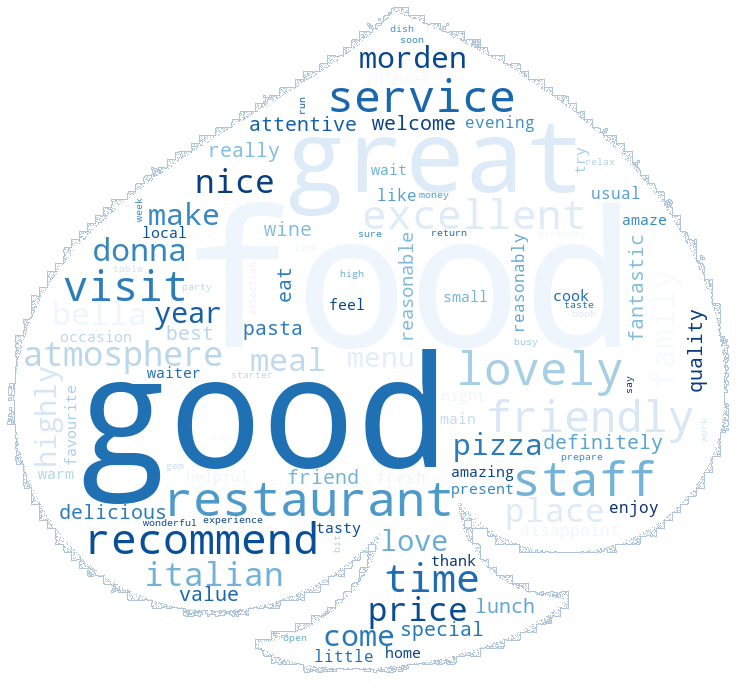 dish
soon
morden
service
run
attentive welcome evening
great
really
wait
try
relax
nice
like money
usual
excellent
week
make
amaze
local
wine
food
sure return birthday
donna
reasonable
reasonably
fantastic
table
selection
high
visit
eat
party
small
cook
family
feel
taste
bella
year
book
occasion
best
pasta
busy
quality
atmosphere
meal
menu
lovely
waiter
starter
say
good
highly
favourite
night
friendly
main
work
pizza
definitely
prepare
warm
gem
helpful
friend
fresh
amazing
staff
present
restaurant
delicious
place
enjoy
wonderful experience
tasty
disappoint
recommend
bit
love
thank
italian
time
value
price
lunch
come
special
open
little
home